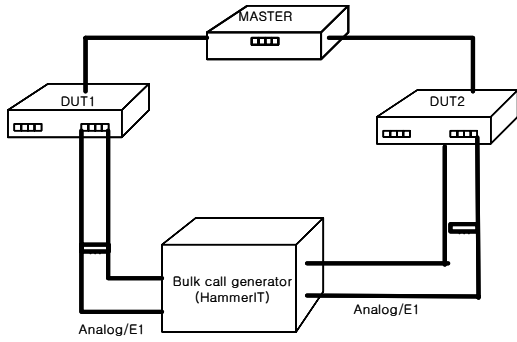 MASTER
DUT1
DUT2
Bulk call generator
(HammerIT)
Analog/E1
Analog/E1